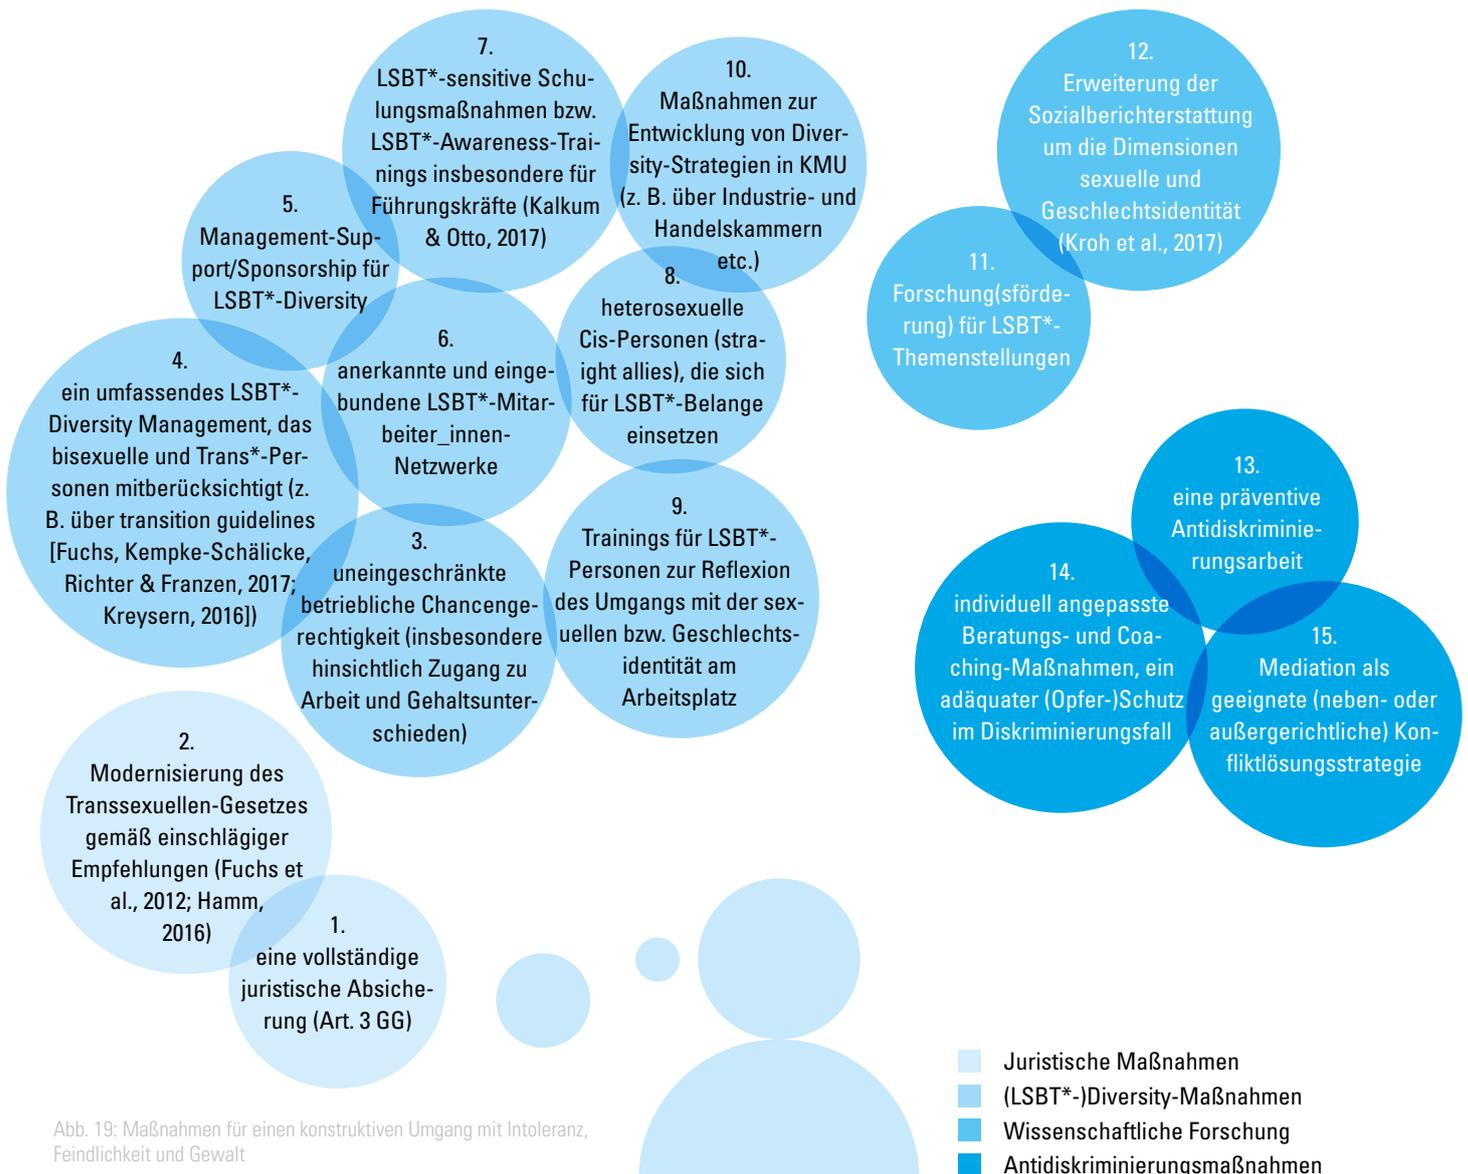 7.
LSBT*-sensitive Schu-
lungsmaßnahmen bzw.
LSBT*-Awareness-Trai-
nings insbesondere für
Führungskräfte (Kalkum
& Otto, 2017)
10.
Maßnahmen zur
Entwicklung von Diver-
sity-Strategien in KMU
(z. B. über Industrie- und
Handelskammern
etc.)
12.
Erweiterung der
Sozialberichterstattung
um die Dimensionen
sexuelle und
Geschlechtsidentität
(Kroh et al., 2017)
5.
Management-Sup-
port/Sponsorship für
LSBT*-Diversity
11.
Forschung(sförde-
rung) für LSBT*-
Themenstellungen
8.
heterosexuelle
Cis-Personen (stra-
ight allies), die sich
für LSBT*-Belange
einsetzen
6.
anerkannte und einge-
bundene LSBT*-Mitar-
beiter_innen-
Netzwerke
4.
ein umfassendes LSBT*-
Diversity Management, das
bisexuelle und Trans*-Per-
sonen mitberücksichtigt (z.
B. über transition guidelines
[Fuchs, Kempke-Schälicke,
Richter & Franzen, 2017;
Kreysern, 2016])
13.
eine präventive
Antidiskriminie-
rungsarbeit
9.
Trainings für LSBT*-
Personen zur Reflexion
des Umgangs mit der sex-
uellen bzw. Geschlechts-
identität am
Arbeitsplatz
3.
uneingeschränkte
betriebliche Chancenge-
rechtigkeit (insbesondere
hinsichtlich Zugang zu
Arbeit und Gehaltsunter-
schieden)
14.
individuell angepasste
Beratungs- und Coa-
ching-Maßnahmen, ein
adäquater (Opfer-)Schutz
im Diskriminierungsfall
15.
Mediation als
geeignete (neben- oder
außergerichtliche) Kon-
fliktlösungsstrategie
2.
Modernisierung des
Transsexuellen-Gesetzes
gemäß einschlägiger
Empfehlungen (Fuchs et
al., 2012; Hamm,
2016)
1.
eine vollständige
juristische Absiche-
rung (Art. 3 GG)
Juristische Maßnahmen
(LSBT*-)Diversity-Maßnahmen
Wissenschaftliche Forschung
Antidiskriminierungsmaßnahmen
Abb. 19: Maßnahmen für einen konstruktiven Umgang mit Intoleranz,
Feindlichkeit und Gewalt